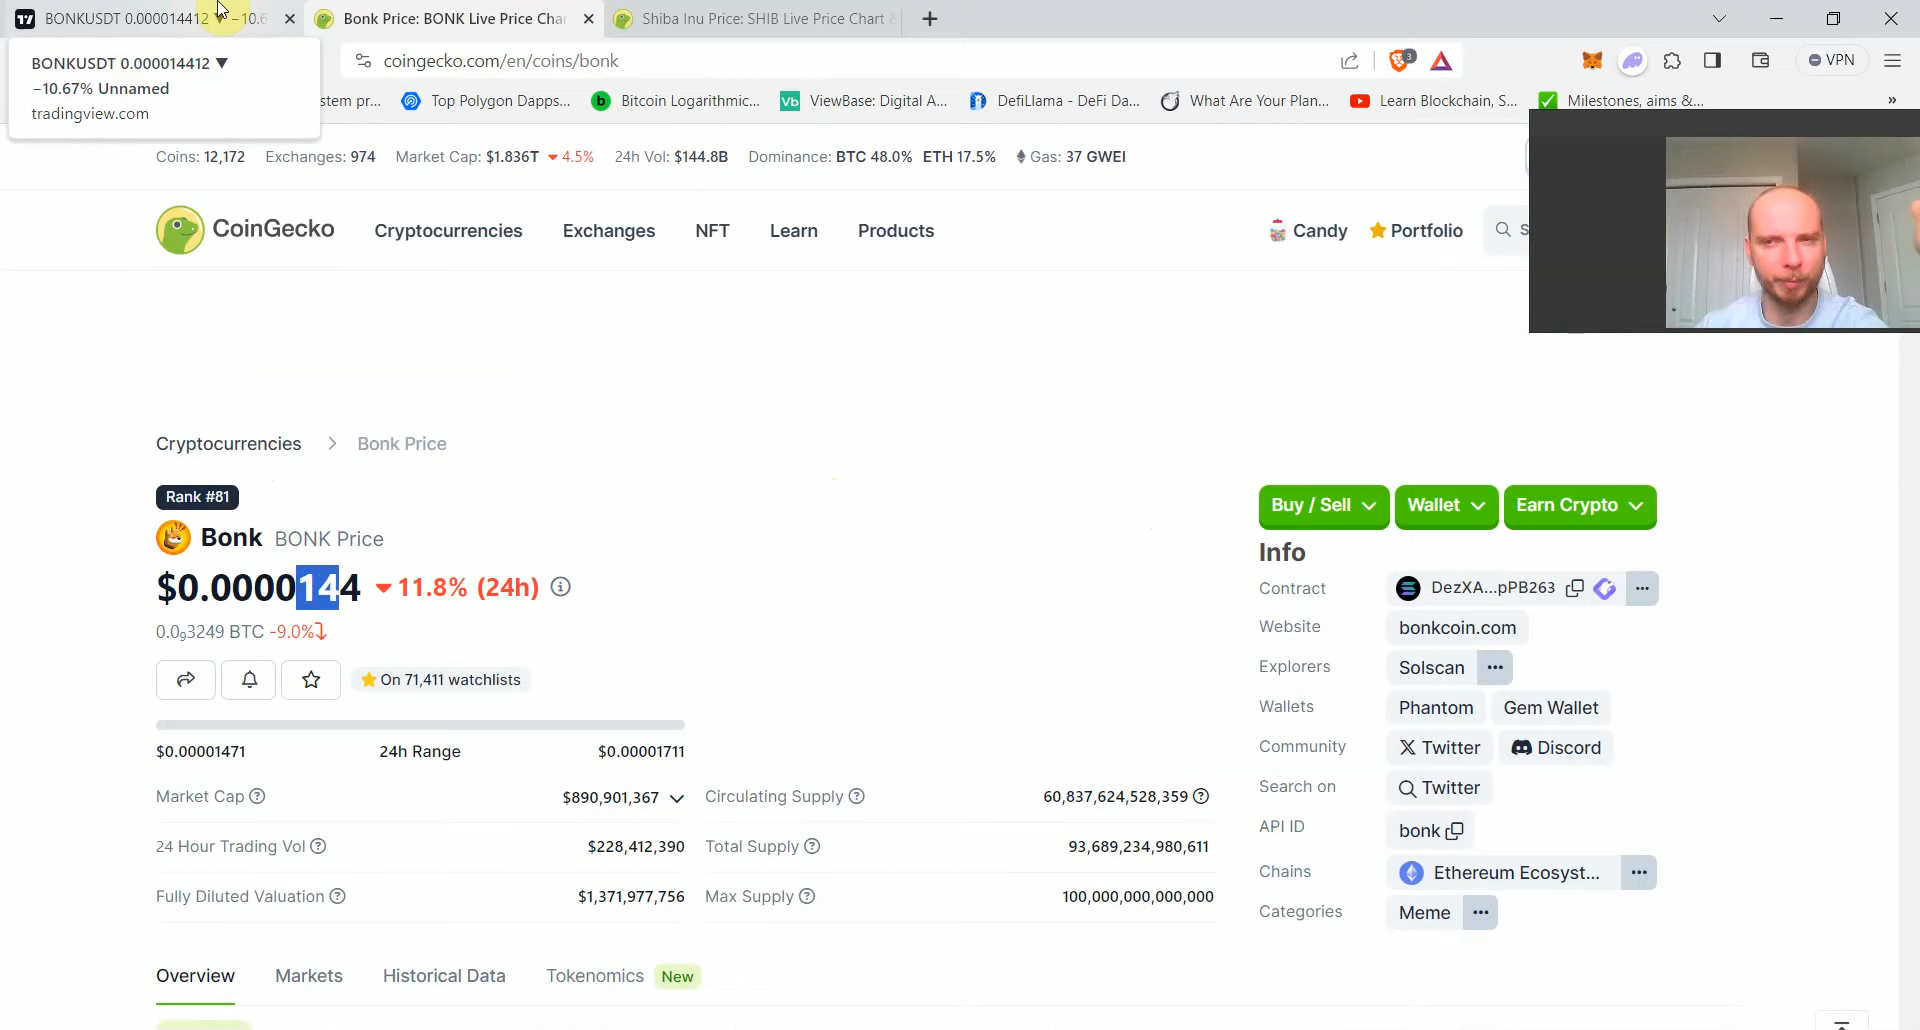 BONKUSDT 0.000014412 ▼ −10.6
Bonk Price: BONK Live Price Cha
Shiba Inu Price: SHIB Live Price Chart &
BONKUSDT 0.000014412 ▼
−10.67% Unnamed
tradingview.com
coingecko.com/en/coins/bonk
3
VPN
stem pr...
Top Polygon Dapps...
Bitcoin Logarithmic...
ViewBase: Digital A...
DefiLlama - DeFi Da...
What Are Your Plan...
Learn Blockchain, S...
Milestones, aims &...
»
Coins: 12,172 Exchanges: 974 Market Cap: $1.836T 4.5% 24h Vol: $144.8B Dominance: BTC 48.0% ETH 17.5% Gas: 37 GWEI
CoinGecko
Cryptocurrencies
Exchanges
NFT
Learn
Products
Candy
Portfolio
S
Cryptocurrencies > Bonk Price
Rank #81
Bonk BONK Price
$0.0000144 11.8% (24h)
0.0₉3249 BTC -9.0%
On 71,411 watchlists
$0.00001471 24h Range $0.00001711
Market Cap $890,901,367
Circulating Supply 60,837,624,528,359
24 Hour Trading Vol $228,412,390
Total Supply 93,689,234,980,611
Fully Diluted Valuation $1,371,977,756
Max Supply 100,000,000,000,000
Buy / Sell
Wallet
Earn Crypto
Info
Contract DezXA...pPB263
Website bonkcoin.com
Explorers Solscan
Wallets Phantom Gem Wallet
Community Twitter Discord
Search on Twitter
API ID bonk
Chains Ethereum Ecosyst...
Categories Meme
Overview
Markets
Historical Data
Tokenomics New